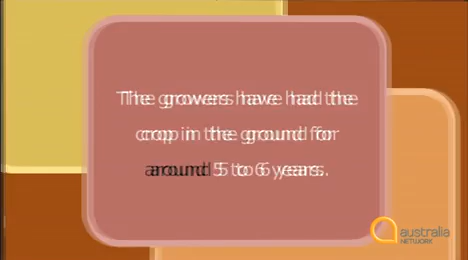 The growers have had the
crop in the ground for
around 5 to 6 years.
australia
NETWORK